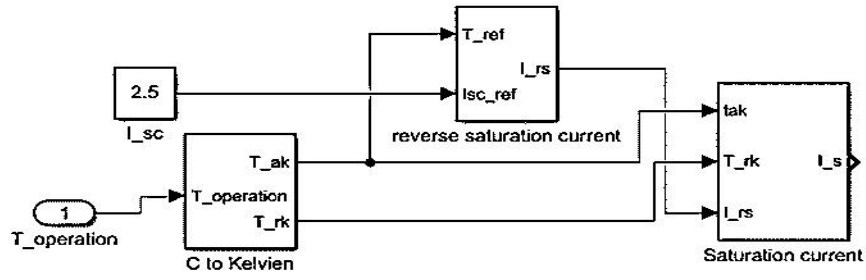 T_ref
I_rs
Isc_ref
reverse saturation current
2.5
I_sc
T_ak
T_operation
T_rk
C to Kelvien
1
T_operation
tak
T_rk
I_s
I_rs
Saturation current